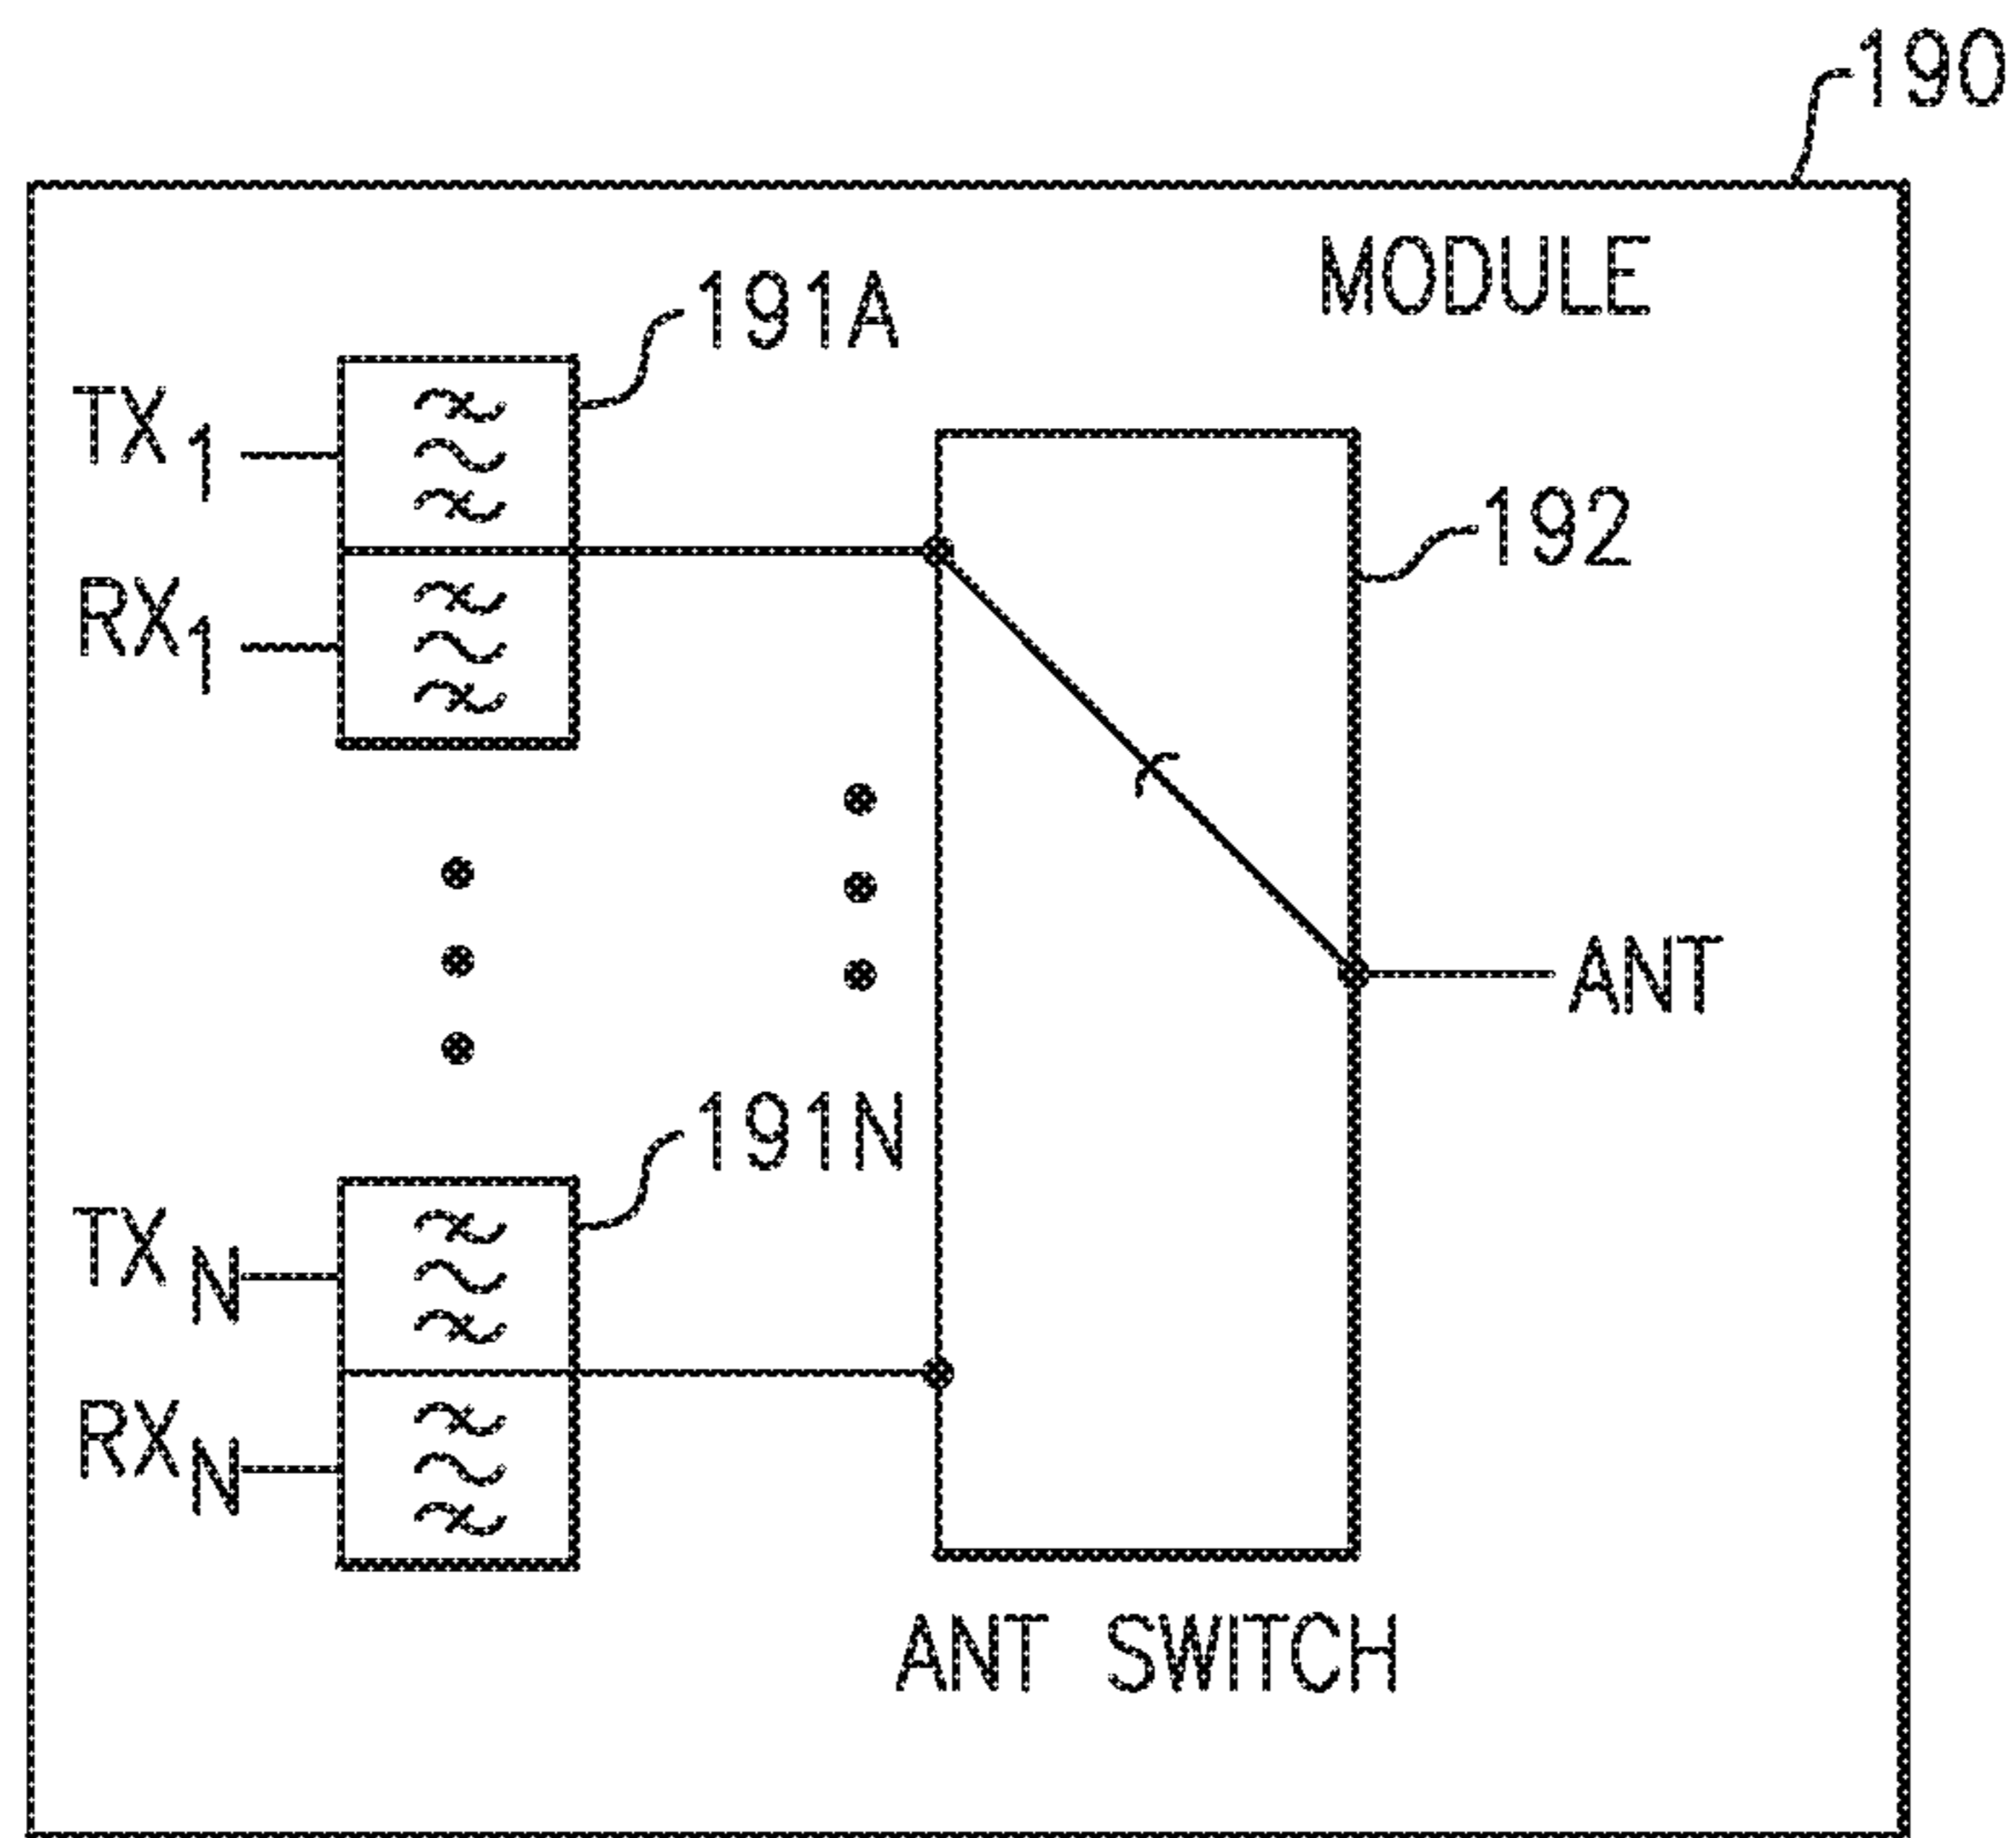 190
MODULE
191A
TX1
RX1
192
ANT
191N
TXN
RXN
ANT SWITCH